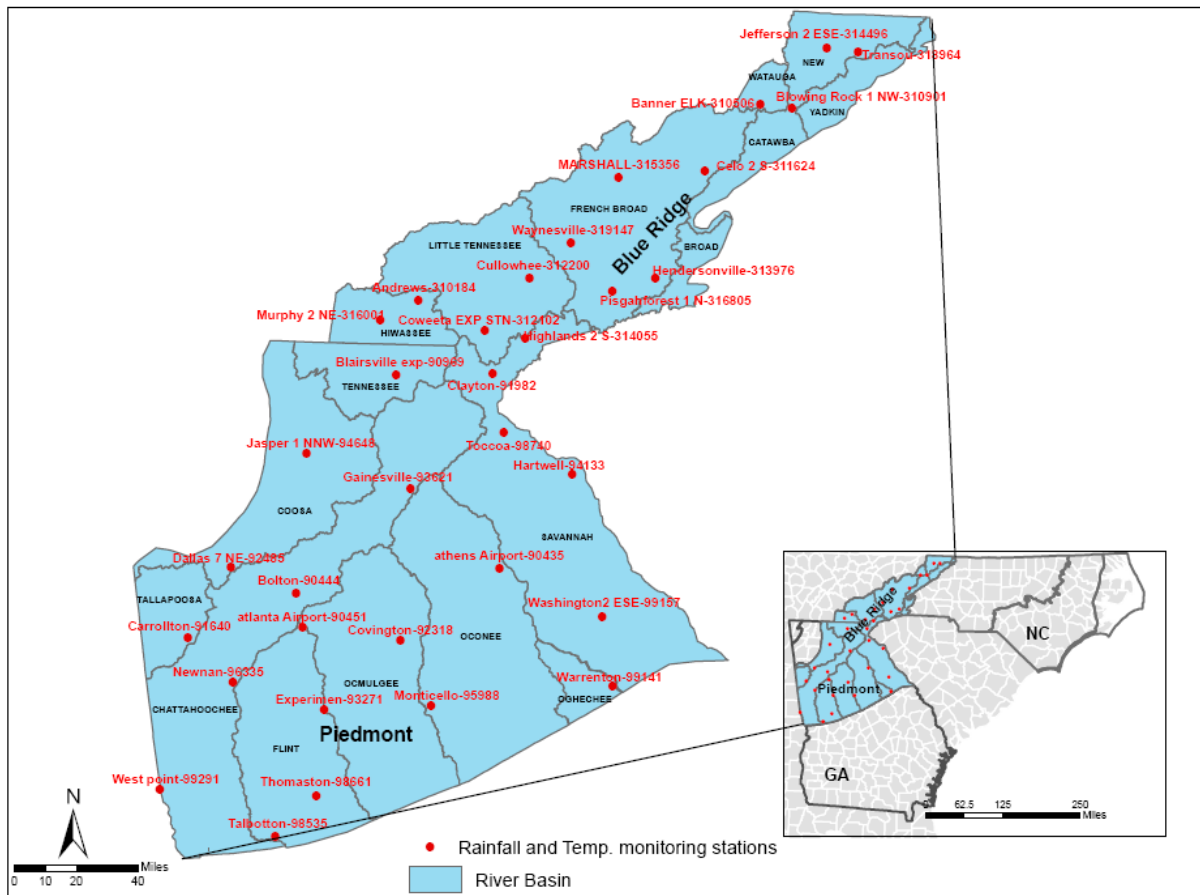 Jefferson 2 ESE-314496
Transou-318964
NEW
WATAUGA
Banner ELK-310506
Blowing Rock 1 NW-310901
YADKIN
CATAWBA
MARSHALL-315356
Celo 2 S-311624
FRENCH BROAD
Blue Ridge
Waynesville-319147
LITTLE TENNESSEE
BROAD
Cullowhee-312200
Hendersonville-313976
Andrews-310184
Pisgahforest 1 N-316805
Murphy 2 NE-316001
Coweeta EXP STN-312102
HIWASSEE
Highlands 2 S-314055
Blairsville exp-90969
TENNESSEE
Clayton-91982
Jasper 1 NNW-94648
Toccoa-98740
Hartwell-94133
Gainesville-93621
COOSA
SAVANNAH
Dallas 7 NE-92485
athens Airport-90435
Bolton-90444
TALLAPOOSA
Washington2 ESE-99157
atlanta Airport-90451
Carrollton-91640
Covington-92318
OCONEE
Newnan-96335
OCMULGEE
Warrenton-99141
OGHECHEE
CHATTAHOOCHEE
Experimen-93271
Monticello-95988
Piedmont
FLINT
West point-99291
Thomaston-98661
Talbotton-98535
N
Miles
0 10 20 40
Rainfall and Temp. monitoring stations
River Basin
Blue Ridge
NC
Piedmont
GA
0 62.5 125 250
Miles